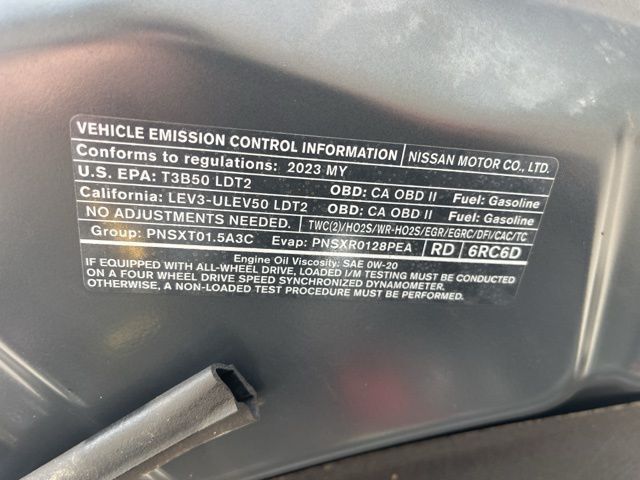 VEHICLE EMISSION CONTROL INFORMATION NISSAN MOTOR CO., LTD.
Conforms to regulations: 2023 MY
U.S. EPA: T3B50 LDT2 OBD: CA OBD II Fuel: Gasoline
California: LEV3-ULEV50 LDT2 OBD: CA OBD II Fuel: Gasoline
NO ADJUSTMENTS NEEDED. TWC(2)/HO2S/WR-HO2S/EGR/EGRC/DFI/CAC/TC
Group: PNSXT01.5A3C Evap: PNSXR0128PEA RD 6RC6D
Engine Oil Viscosity: SAE 0W-20
IF EQUIPPED WITH ALL-WHEEL DRIVE, LOADED I/M TESTING MUST BE CONDUCTED
ON A FOUR WHEEL DRIVE SPEED SYNCHRONIZED DYNAMOMETER.
OTHERWISE, A NON-LOADED TEST PROCEDURE MUST BE PERFORMED.